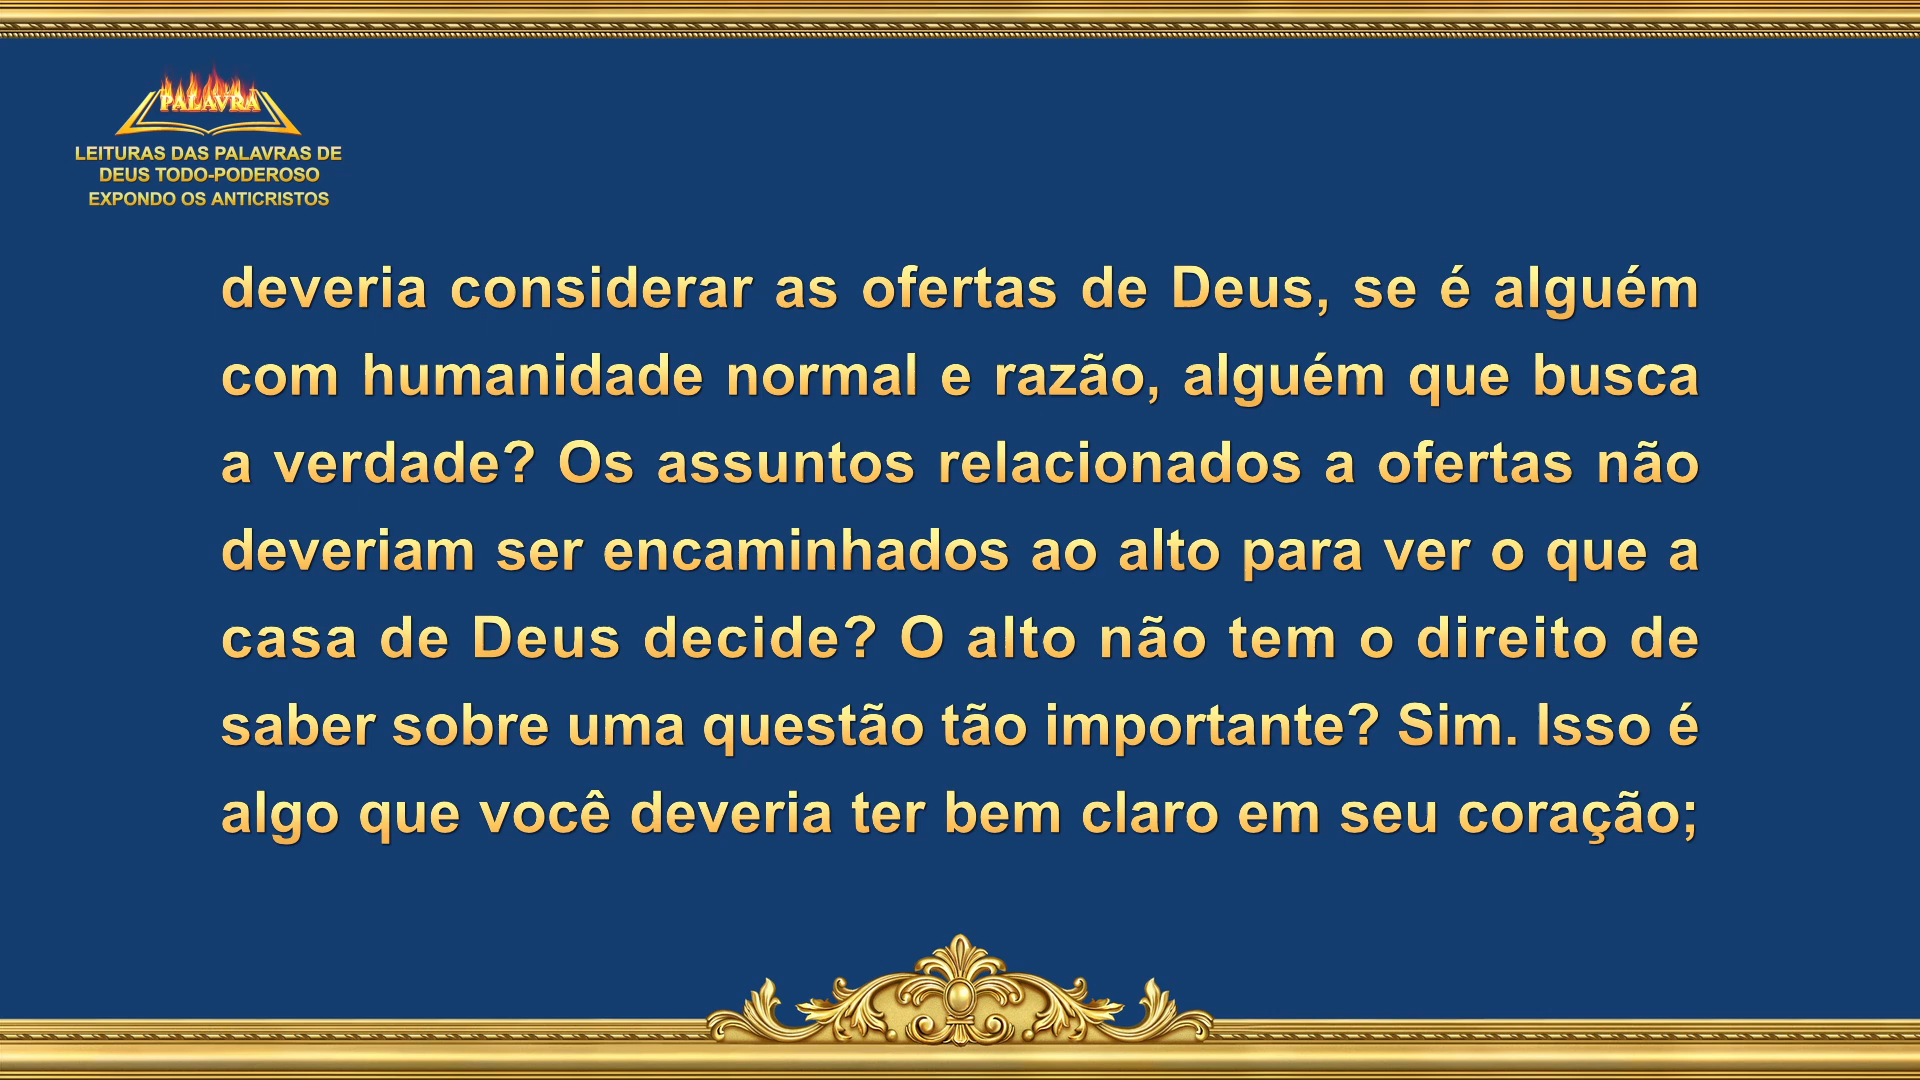 PALAVRA
LEITURAS DAS PALAVRAS DE
DEUS TODO-PODEROSO
EXPONDO OS ANTICRISTOS
deveria considerar as ofertas de Deus, se é alguém
com humanidade normal e razão, alguém que busca
a verdade? Os assuntos relacionados a ofertas não
deveriam ser encaminhados ao alto para ver o que a
casa de Deus decide? O alto não tem o direito de
saber sobre uma questão tão importante? Sim. Isso é
algo que você deveria ter bem claro em seu coração;